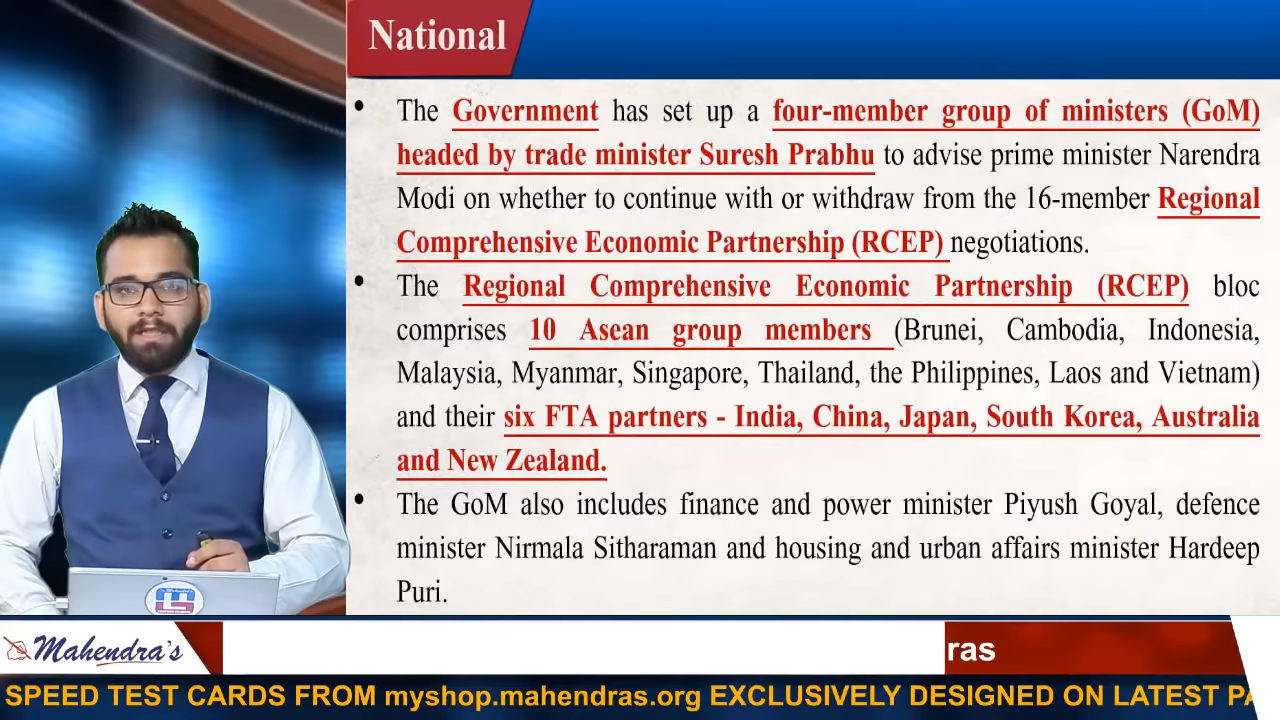 National
• The Government has set up a four-member group of ministers (GoM)
headed by trade minister Suresh Prabhu to advise prime minister Narendra
Modi on whether to continue with or withdraw from the 16-member Regional
Comprehensive Economic Partnership (RCEP) negotiations.
• The Regional Comprehensive Economic Partnership (RCEP) bloc
comprises 10 Asean group members (Brunei, Cambodia, Indonesia,
Malaysia, Myanmar, Singapore, Thailand, the Philippines, Laos and Vietnam)
and their six FTA partners - India, China, Japan, South Korea, Australia
and New Zealand.
• The GoM also includes finance and power minister Piyush Goyal, defence
minister Nirmala Sitharaman and housing and urban affairs minister Hardeep
Puri.
Mahendra's
ras
SPEED TEST CARDS FROM myshop.mahendras.org EXCLUSIVELY DESIGNED ON LATEST